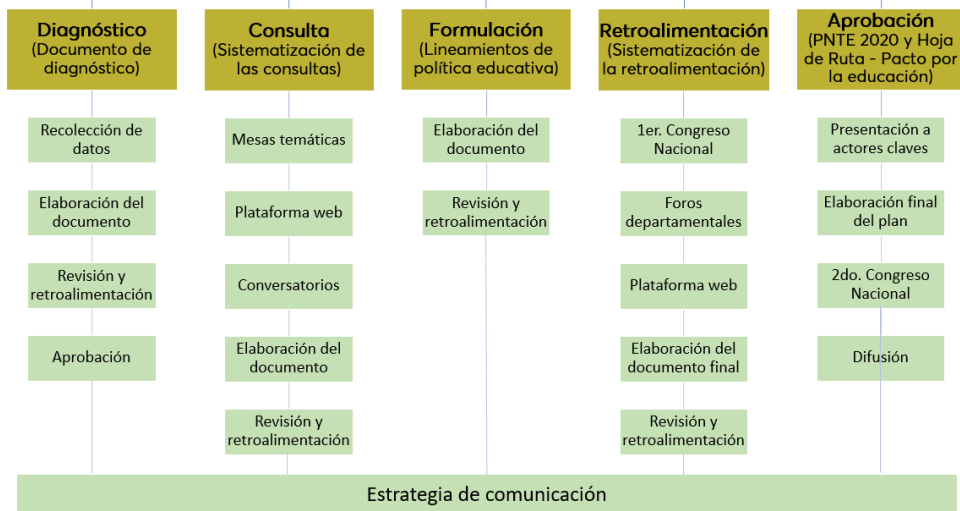 Diagnóstico
(Documento de
diagnóstico)
Recolección de
datos
Elaboración del
documento
Revisión y
retroalimentación
Aprobación
Consulta
(Sistematización de
las consultas)
Mesas temáticas
Plataforma web
Conversatorios
Elaboración del
documento
Revisión y
retroalimentación
Formulación
(Lineamientos de
política educativa)
Elaboración del
documento
Revisión y
retroalimentación
Retroalimentación
(Sistematización de
la retroalimentación)
1er. Congreso
Nacional
Foros
departamentales
Plataforma web
Elaboración del
documento final
Revisión y
retroalimentación
Aprobación
(PNTE 2020 y Hoja
de Ruta - Pacto por
la educación)
Presentación a
actores claves
Elaboración final
del plan
2do. Congreso
Nacional
Difusión
Estrategia de comunicación